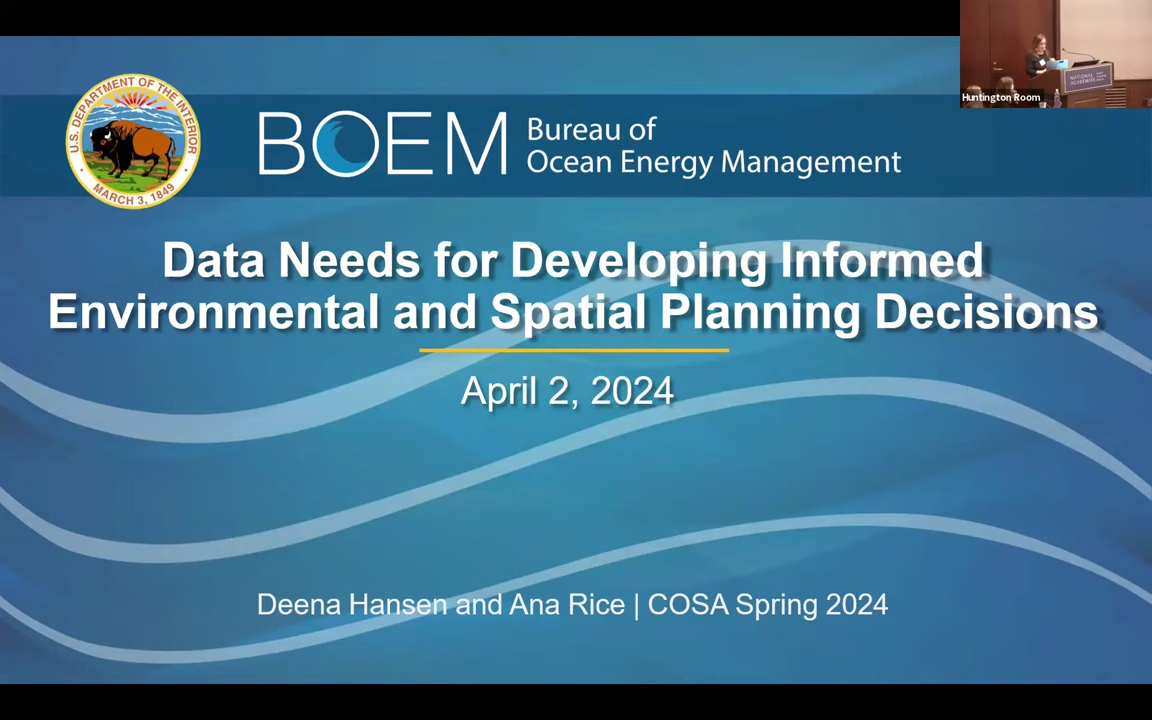 U.S. DEPARTMENT OF THE INTERIOR
MARCH 3, 1849
BOEM
Bureau of
Ocean Energy Management
Huntington Room
NATIONAL
ACADEMIES
Data Needs for Developing Informed
Environmental and Spatial Planning Decisions
April 2, 2024
Deena Hansen and Ana Rice | COSA Spring 2024